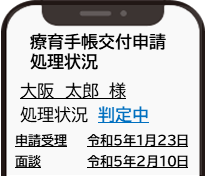 療育手帳交付申請
処理状況
大阪 太郎 様
処理状況 判定中
申請受理 令和5年1月23日
面談 令和5年2月10日